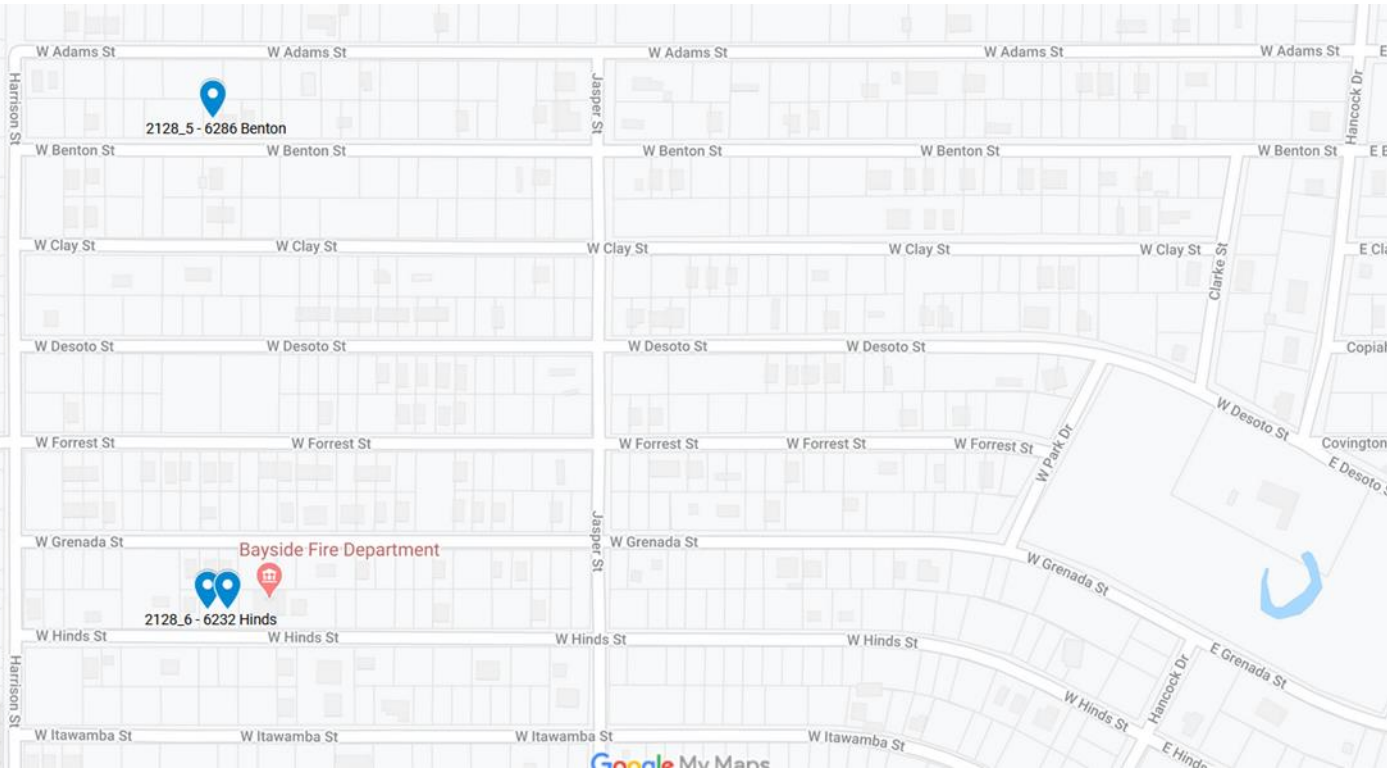 W Adams St W Adams St W Adams St W Adams St W Adams St E
Harrison St
Jasper St
Hancock Dr
2128_5 - 6286 Benton
W Benton St W Benton St W Benton St W Benton St W Benton St E B
W Clay St W Clay St W Clay St W Clay St W Clay St E Cla
Clarke St
W Desoto St W Desoto St W Desoto St W Desoto St Copial
W Desoto St
W Forrest St W Forrest St W Forrest St W Forrest St W Forrest St Covington
W Park Dr
E Desoto S
W Grenada St W Grenada St
Jasper St
Bayside Fire Department
W Grenada St
2128_6 - 6232 Hinds
W Hinds St W Hinds St W Hinds St W Hinds St
E Grenada St
Harrison St
Hancock Dr
W Hinds St
W Itawamba St W Itawamba St W Itawamba St W Itawamba St
E Hinds
Google My Maps